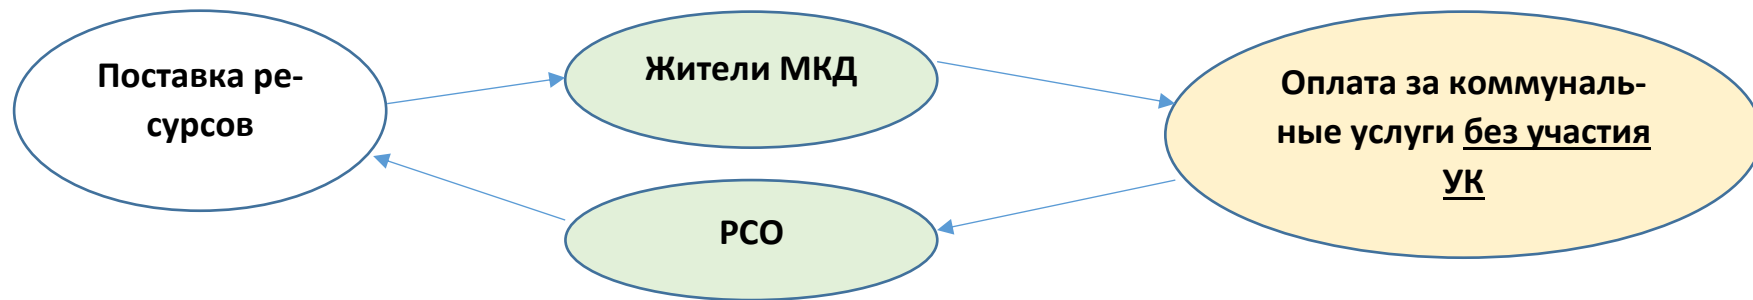 Поставка ре-
сурсов
Жители МКД
Оплата за коммуналь-
ные услуги без участия
УК
РСО